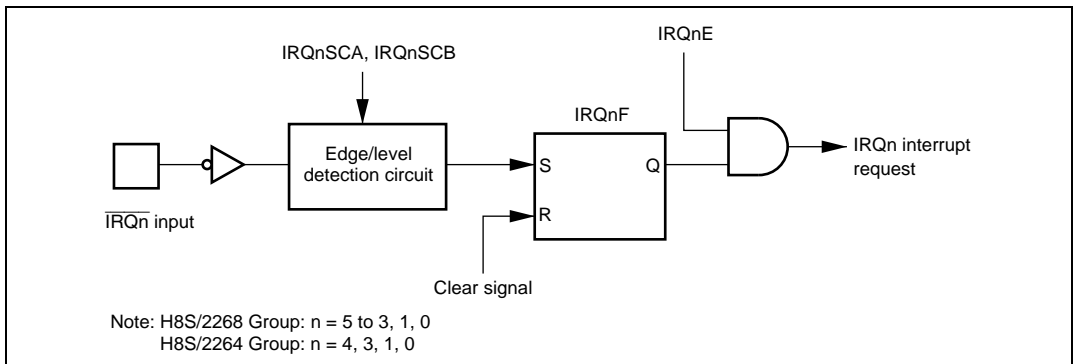 IRQnE
IRQnSCA, IRQnSCB
IRQnF
Edge/level
detection circuit
S
Q
IRQn interrupt
request
R
IRQn input
Clear signal
Note: H8S/2268 Group: n = 5 to 3, 1, 0
H8S/2264 Group: n = 4, 3, 1, 0